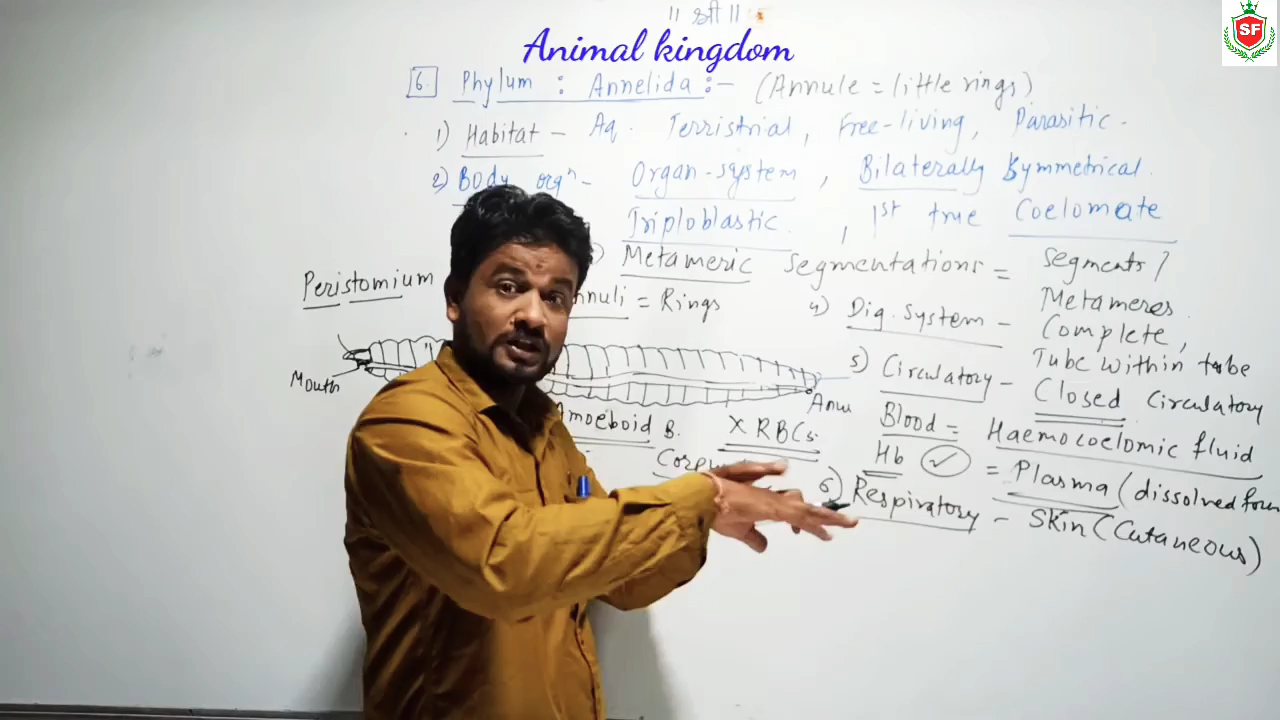 || श्री ||
SF
Animal kingdom
6. Phylum : Annelida :- (Annule = little rings)
1) Habitat - Aq. Terristrial, Free-living, Parasitic.
2) Body orgⁿ - Organ-system, Bilaterally Symmetrical.
Triploblastic, 1st true Coelomate
) Metameric segmentations = segments /
Metameres
Peristomium
nnuli = Rings
4) Dig. System - Complete,
Tube within tube
Mouth
Anus
5) Circulatory - Closed circulatory
moeboid B.
Corpu
X RBCs.
Blood = Haemocoelomic fluid
Hb ✓ = Plasma (dissolved form
6) Respiratory - Skin (Cutaneous)